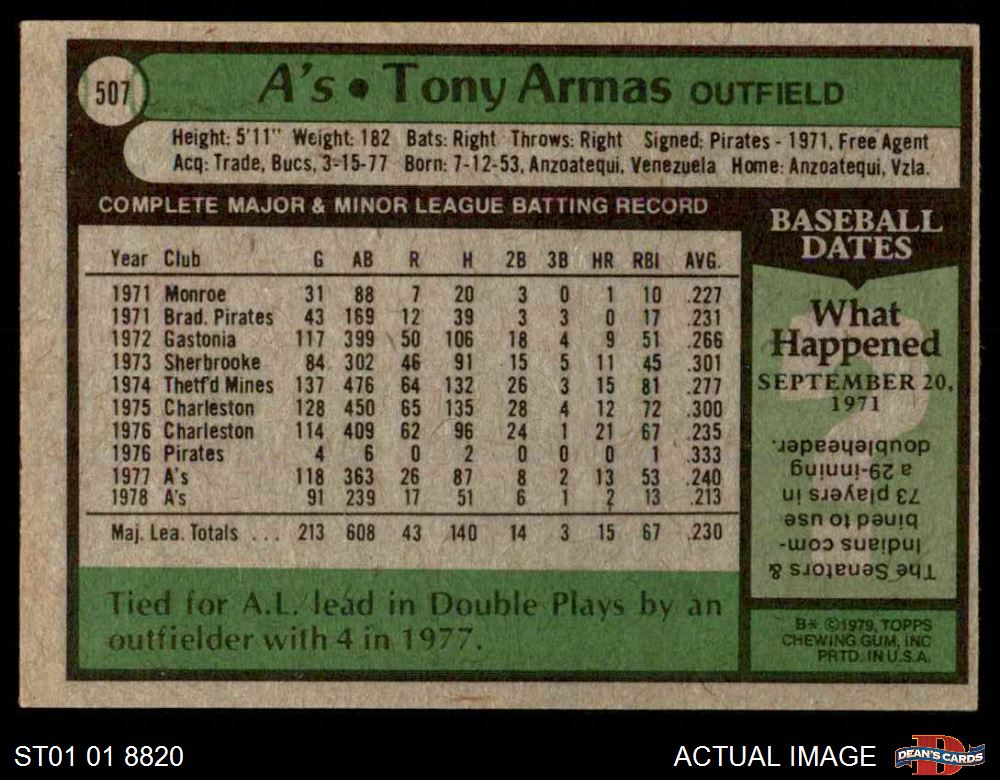 507
A's • Tony Armas OUTFIELD
Height: 5'11" Weight: 182 Bats: Right Throws: Right Signed: Pirates - 1971, Free Agent
Acq: Trade, Bucs, 3-15-77 Born: 7-12-53, Anzoatequi, Venezuela Home: Anzoatequi, Vzla.
COMPLETE MAJOR & MINOR LEAGUE BATTING RECORD
Year Club G AB R H 2B 3B HR RBI AVG.
1971 Monroe 31 88 7 20 3 0 1 10 .227
1971 Brad. Pirates 43 169 12 39 3 3 0 17 .231
1972 Gastonia 117 399 50 106 18 4 9 51 .266
1973 Sherbrooke 84 302 46 91 15 5 11 45 .301
1974 Thetf'd Mines 137 476 64 132 26 3 15 81 .277
1975 Charleston 128 450 65 135 28 4 12 72 .300
1976 Charleston 114 409 62 96 24 1 21 67 .235
1976 Pirates 4 6 0 2 0 0 0 1 .333
1977 A's 118 363 26 87 8 2 13 53 .240
1978 A's 91 239 17 51 6 1 2 13 .213
Maj. Lea. Totals ... 213 608 43 140 14 3 15 67 .230
Tied for A.L. lead in Double Plays by an
outfielder with 4 in 1977.
BASEBALL
DATES
What
Happened
SEPTEMBER 20,
1971
The Senators &
Indians com-
bined to use
73 players in
a 29-inning
doubleheader.
B* ©1979, TOPPS
CHEWING GUM, INC
PRTD. IN U.S.A.
ST01 01 8820
ACTUAL IMAGE
D
DEAN'S CARDS